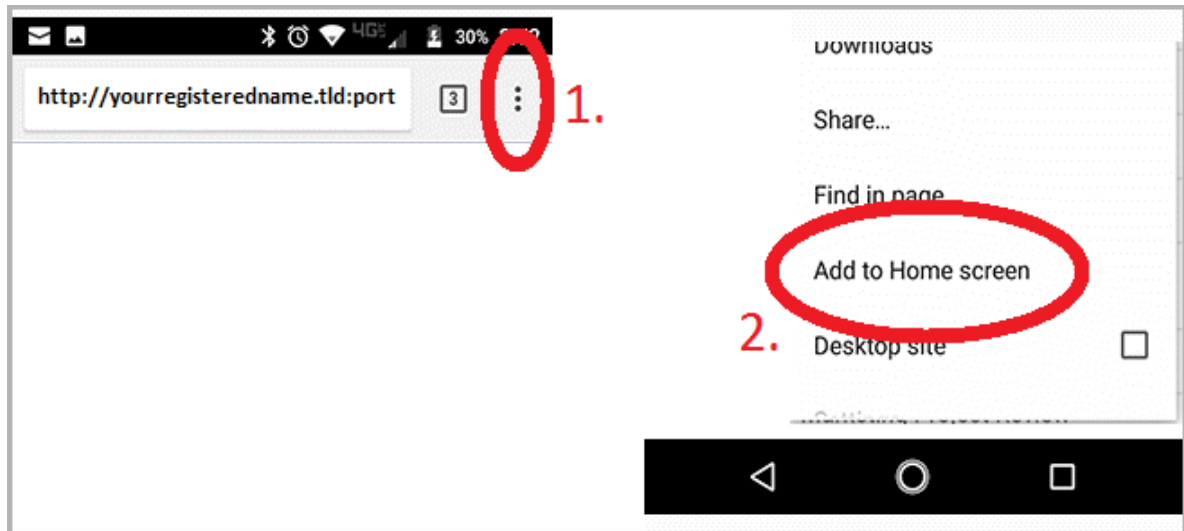 4G 30%
http://yourregisteredname.tld:port 3
1.
Downloads
Share...
Find in page
Add to Home screen
2.
Desktop site